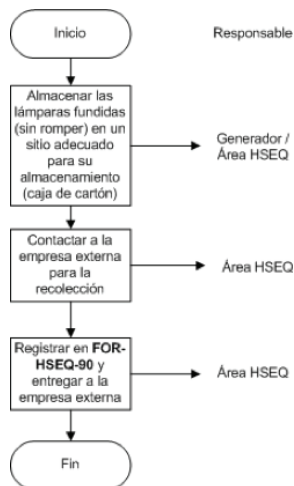 Inicio
Responsable
Almacenar las
lámparas fundidas
(sin romper) en un
sitio adecuado
para su
almacenamiento
(caja de cartón)
Generador /
Área HSEQ
Contactar a la
empresa externa
para la
recolección
Área HSEQ
Registrar en FOR-
HSEQ-90 y
entregar a la
empresa externa
Área HSEQ
Fin